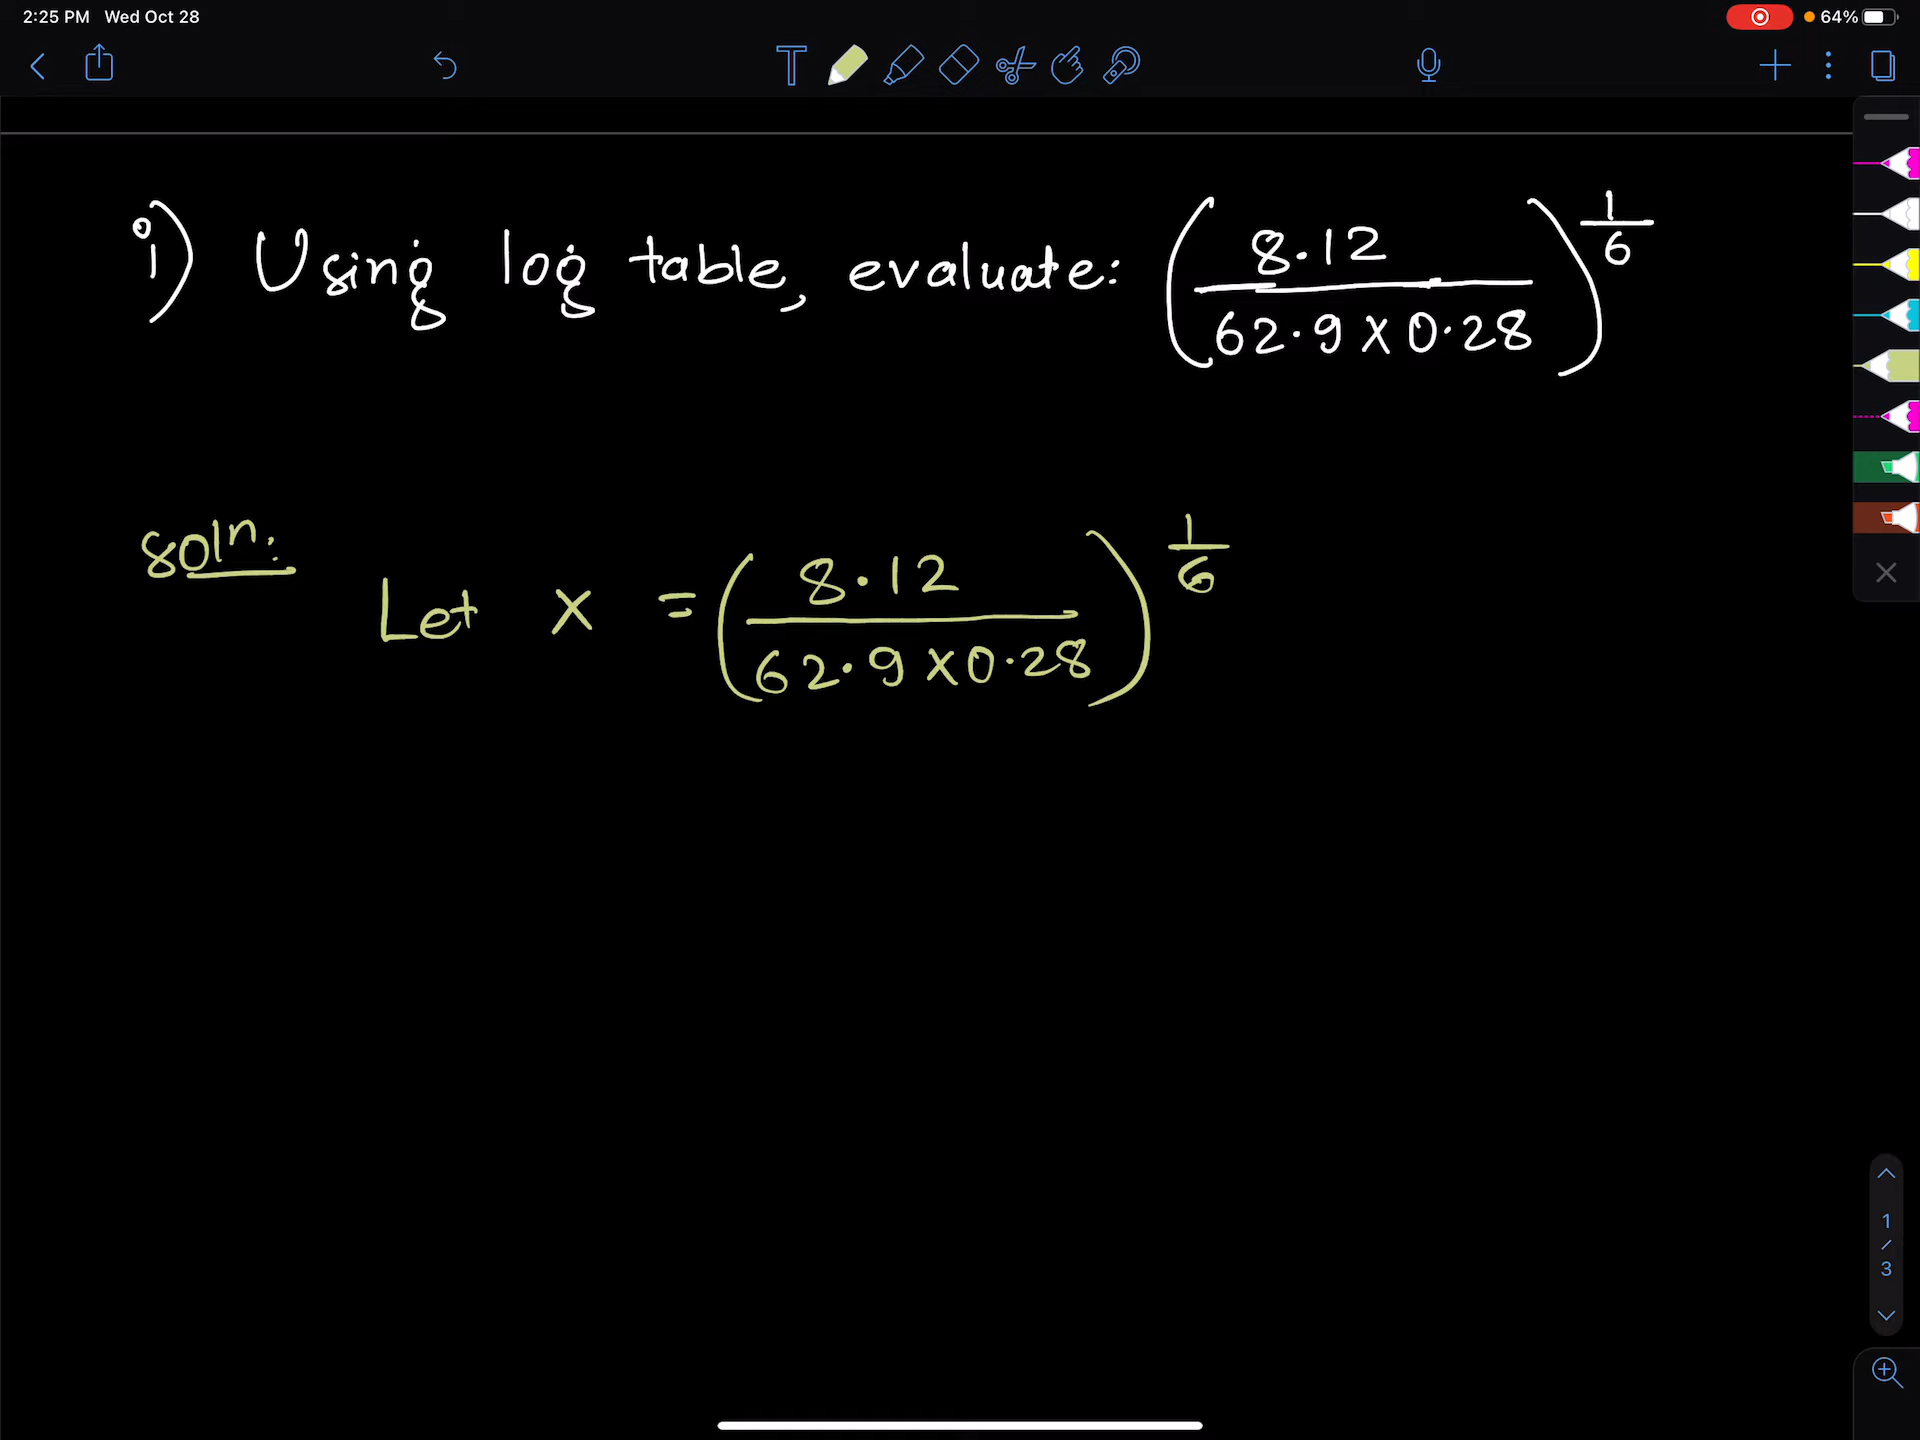 2:25 PM Wed Oct 28
64%
T
i) Using log table, evaluate: (8.12 / 62.9 × 0.28)^1/6
Soln:
Let x = (8.12 / 62.9 × 0.28)^1/6
1
/
3